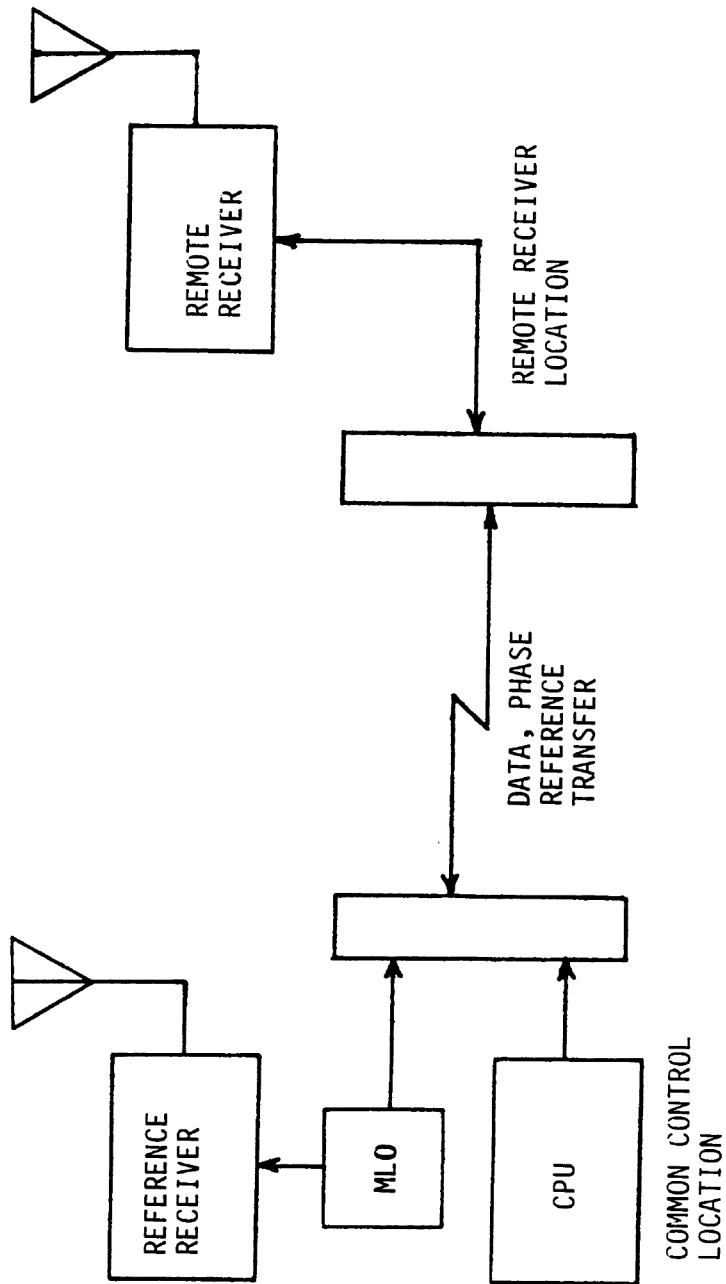 REFERENCE
RECEIVER
MLO
CPU
COMMON CONTROL
LOCATION
DATA, PHASE
REFERENCE
TRANSFER
REMOTE
RECEIVER
REMOTE RECEIVER
LOCATION